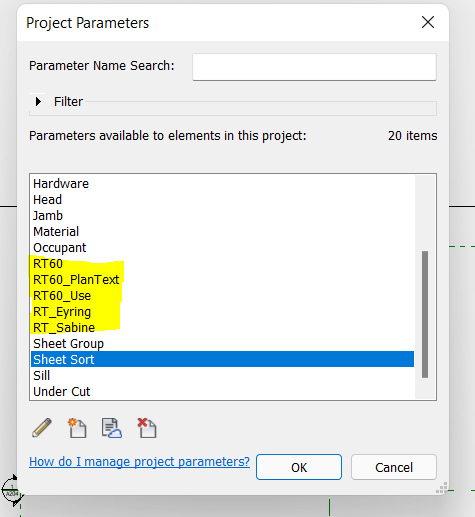 Project Parameters
Parameter Name Search:
Filter
Parameters available to elements in this project:
20 items
Hardware
Head
Jamb
Material
Occupant
RT60
RT60_PlanText
RT60_Use
RT_Eyring
RT_Sabine
Sheet Group
Sheet Sort
Sill
Under Cut
How do I manage project parameters?
OK
Cancel
1
A204